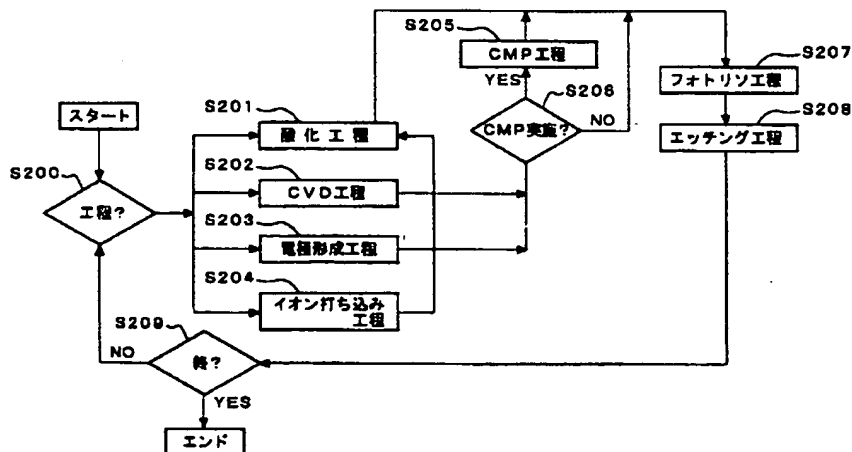 スタート
S200
工程?
S201
酸化工程
S202
CVD工程
S203
電極形成工程
S204
イオン打ち込み
工程
S205
CMP工程
YES
S206
CMP実施?
NO
S207
フォトリソ工程
S208
エッチング工程
S209
終?
NO
YES
エンド